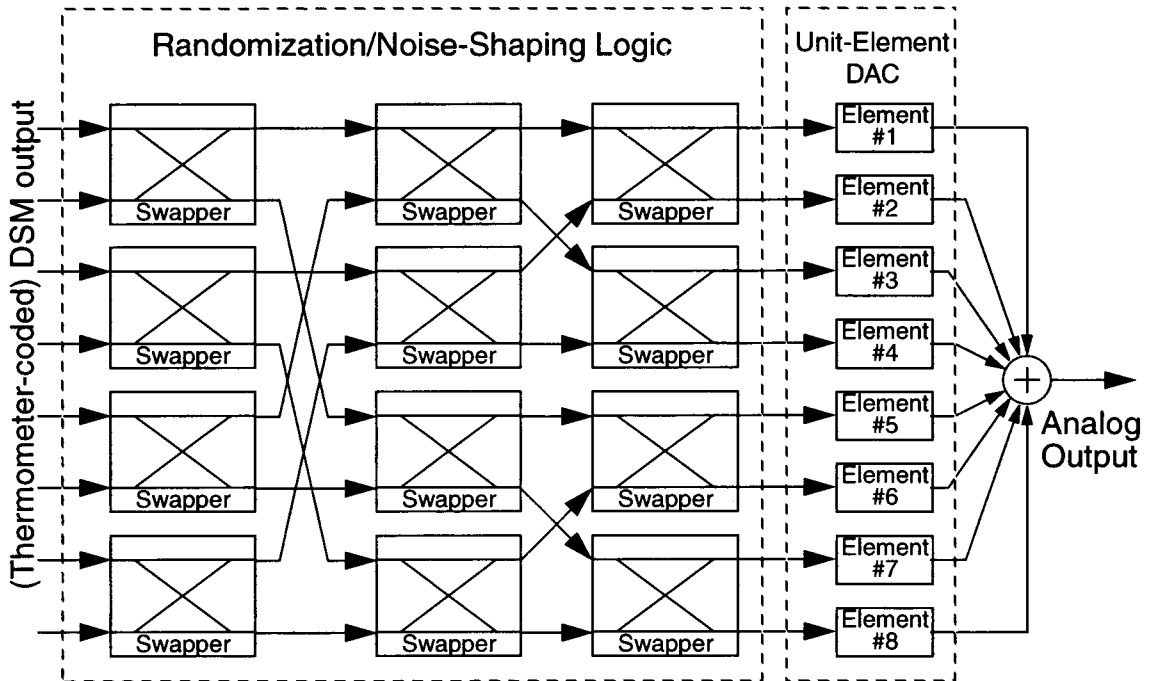 Randomization/Noise-Shaping Logic
Unit-Element
DAC
(Thermometer-coded) DSM output
Swapper
Swapper
Swapper
Swapper
Swapper
Swapper
Swapper
Swapper
Swapper
Swapper
Swapper
Swapper
Element
#1
Element
#2
Element
#3
Element
#4
Element
#5
Element
#6
Element
#7
Element
#8
+
Analog
Output